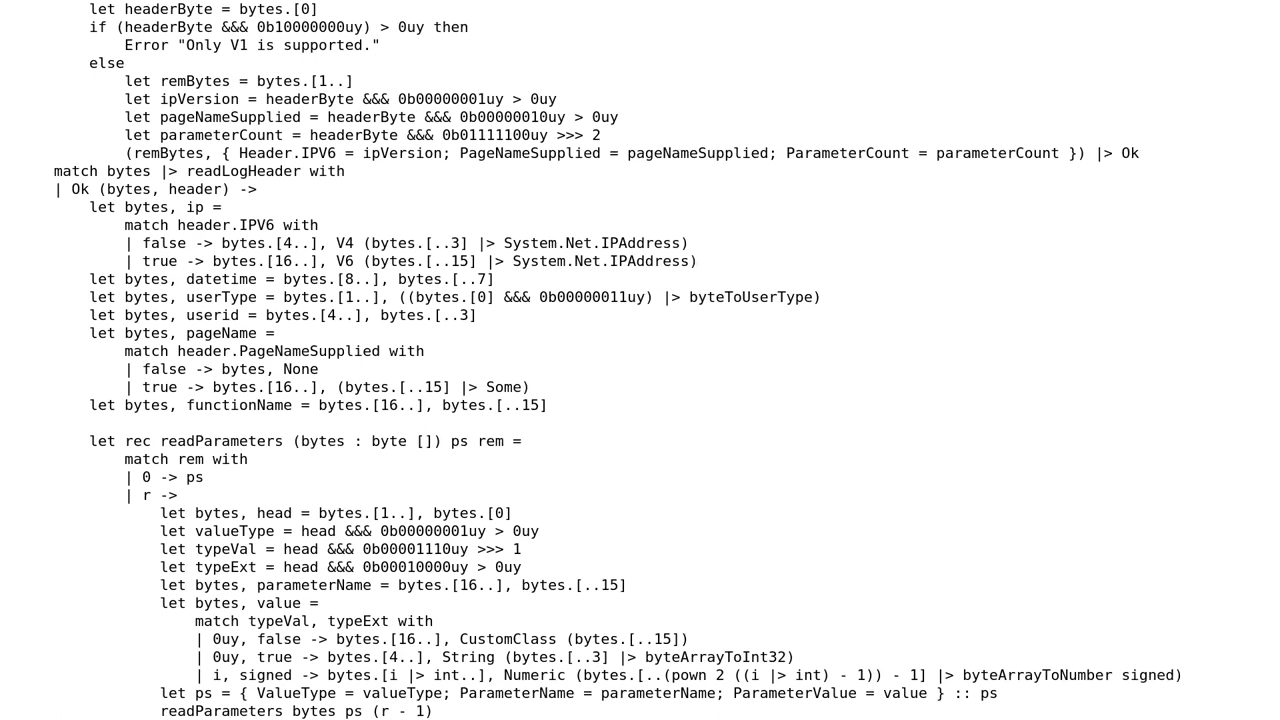 let headerByte = bytes.[0]
if (headerByte &&& 0b10000000uy) > 0uy then
Error "Only V1 is supported."
else
let remBytes = bytes.[1..]
let ipVersion = headerByte &&& 0b00000001uy > 0uy
let pageNameSupplied = headerByte &&& 0b00000010uy > 0uy
let parameterCount = headerByte &&& 0b01111100uy >>> 2
(remBytes, { Header.IPV6 = ipVersion; PageNameSupplied = pageNameSupplied; ParameterCount = parameterCount }) |> Ok
match bytes |> readLogHeader with
| Ok (bytes, header) ->
let bytes, ip =
match header.IPV6 with
| false -> bytes.[4..], V4 (bytes.[..3] |> System.Net.IPAddress)
| true -> bytes.[16..], V6 (bytes.[..15] |> System.Net.IPAddress)
let bytes, datetime = bytes.[8..], bytes.[..7]
let bytes, userType = bytes.[1..], ((bytes.[0] &&& 0b00000011uy) |> byteToUserType)
let bytes, userid = bytes.[4..], bytes.[..3]
let bytes, pageName =
match header.PageNameSupplied with
| false -> bytes, None
| true -> bytes.[16..], (bytes.[..15] |> Some)
let bytes, functionName = bytes.[16..], bytes.[..15]
let rec readParameters (bytes : byte []) ps rem =
match rem with
| 0 -> ps
| r ->
let bytes, head = bytes.[1..], bytes.[0]
let valueType = head &&& 0b00000001uy > 0uy
let typeVal = head &&& 0b00001110uy >>> 1
let typeExt = head &&& 0b00010000uy > 0uy
let bytes, parameterName = bytes.[16..], bytes.[..15]
let bytes, value =
match typeVal, typeExt with
| 0uy, false -> bytes.[16..], CustomClass (bytes.[..15])
| 0uy, true -> bytes.[4..], String (bytes.[..3] |> byteArrayToInt32)
| i, signed -> bytes.[i |> int..], Numeric (bytes.[..(pown 2 ((i |> int) - 1)) - 1] |> byteArrayToNumber signed)
let ps = { ValueType = valueType; ParameterName = parameterName; ParameterValue = value } :: ps
readParameters bytes ps (r - 1)